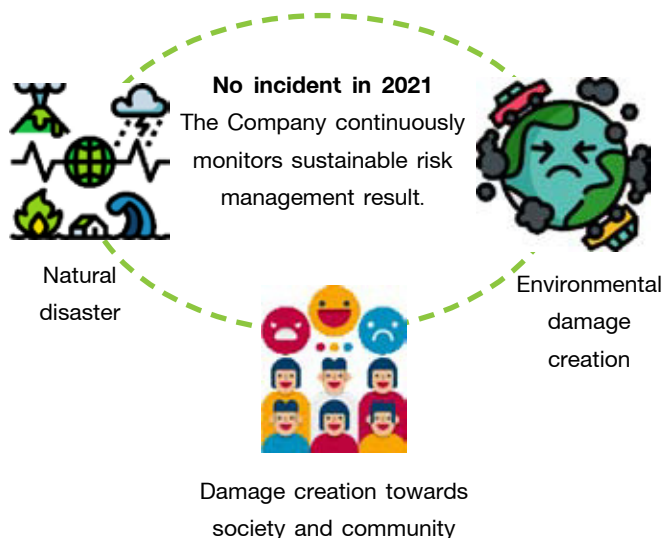 No incident in 2021
The Company continuously
monitors sustainable risk
management result.
Natural
disaster
Environmental
damage
creation
Damage creation towards
society and community